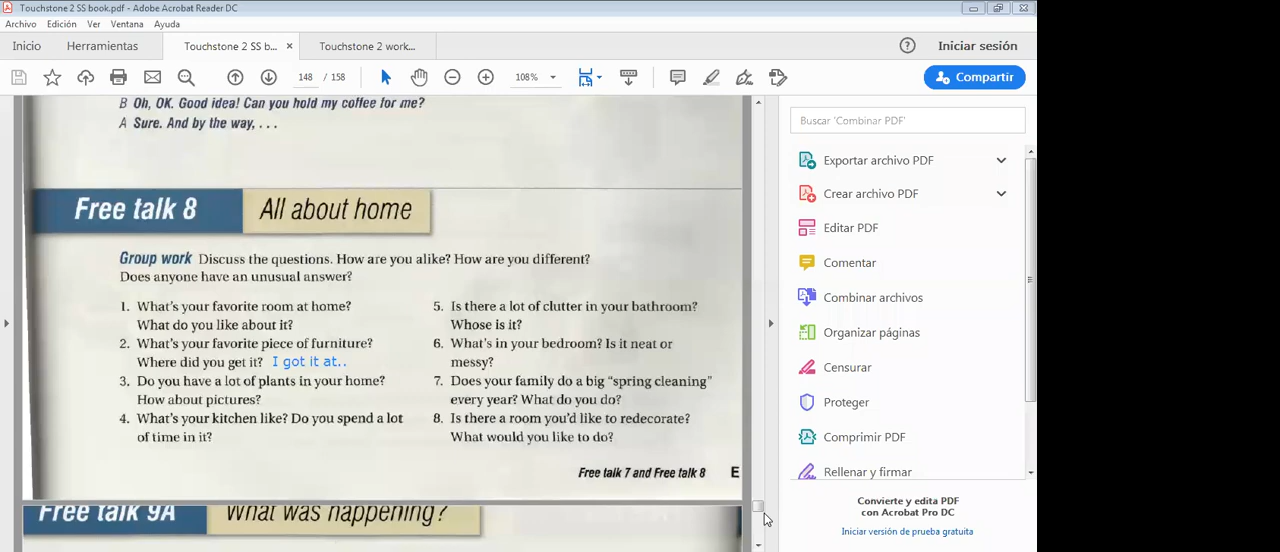 Touchstone 2 SS book.pdf - Adobe Acrobat Reader DC
Archivo Edición Ver Ventana Ayuda
Inicio Herramientas Touchstone 2 SS b... × Touchstone 2 work... Iniciar sesión
148 / 158 108% Compartir
B Oh, OK. Good idea! Can you hold my coffee for me?
A Sure. And by the way, . . .
Free talk 8 All about home
Group work Discuss the questions. How are you alike? How are you different?
Does anyone have an unusual answer?
1. What's your favorite room at home?
What do you like about it?
2. What's your favorite piece of furniture?
Where did you get it? I got it at..
3. Do you have a lot of plants in your home?
How about pictures?
4. What's your kitchen like? Do you spend a lot
of time in it?
5. Is there a lot of clutter in your bathroom?
Whose is it?
6. What's in your bedroom? Is it neat or
messy?
7. Does your family do a big "spring cleaning"
every year? What do you do?
8. Is there a room you'd like to redecorate?
What would you like to do?
Free talk 7 and Free talk 8 E
Free talk 9A What was happening?
Buscar 'Combinar PDF'
Exportar archivo PDF
Crear archivo PDF
Editar PDF
Comentar
Combinar archivos
Organizar páginas
Censurar
Proteger
Comprimir PDF
Rellenar y firmar
Convierte y edita PDF
con Acrobat Pro DC
Iniciar versión de prueba gratuita